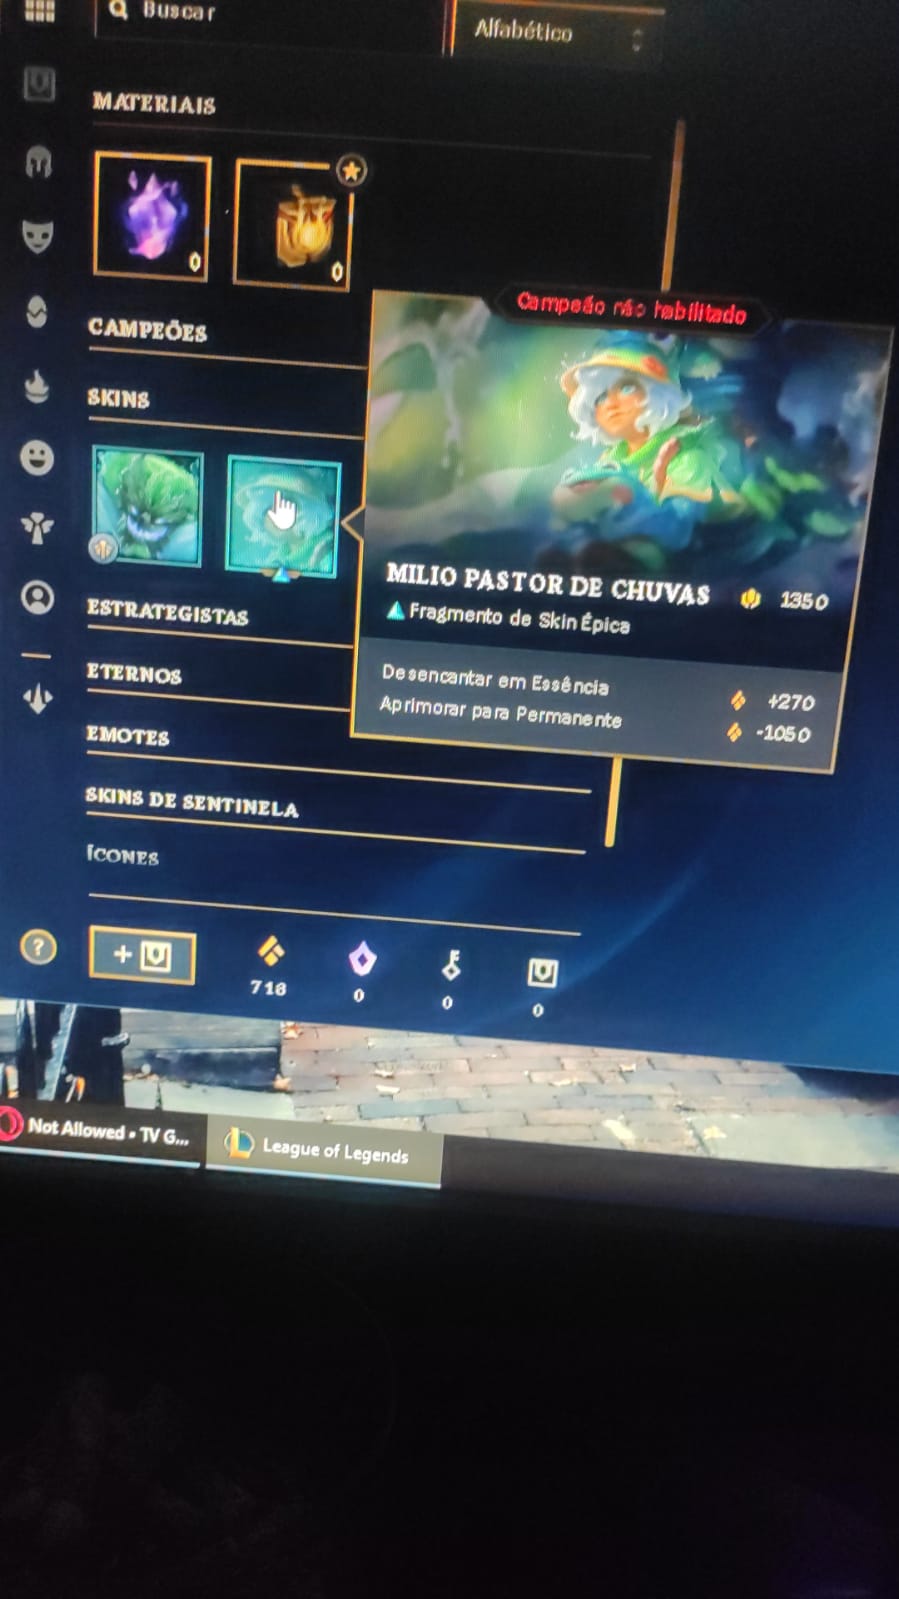 Buscar
Alfabético
MATERIAIS
0
0
CAMPEÕES
Campeão não habilitado
SKINS
MILIO PASTOR DE CHUVAS
1350
Fragmento de Skin Épica
ESTRATEGISTAS
Desencantar em Essência
+270
Aprimorar para Permanente
-1050
ETERNOS
EMOTES
SKINS DE SENTINELA
ÍCONES
?
+
718
0
0
0
Not Allowed • TV G...
League of Legends